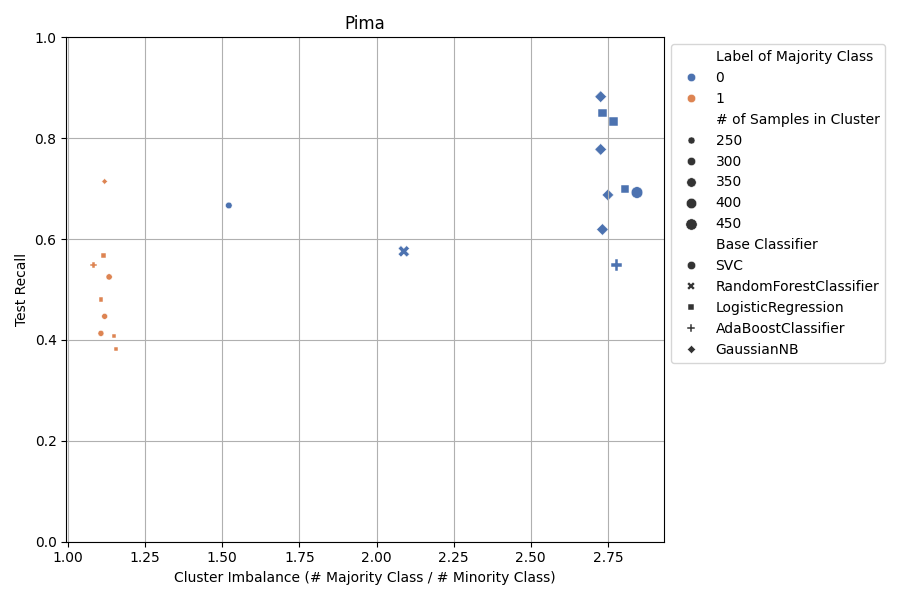 Pima
1.0
0.8
0.6
0.4
0.2
0.0
Test Recall
1.00
1.25
1.50
1.75
2.00
2.25
2.50
2.75
Cluster Imbalance (# Majority Class / # Minority Class)
Label of Majority Class
0
1
# of Samples in Cluster
250
300
350
400
450
Base Classifier
SVC
RandomForestClassifier
LogisticRegression
AdaBoostClassifier
GaussianNB